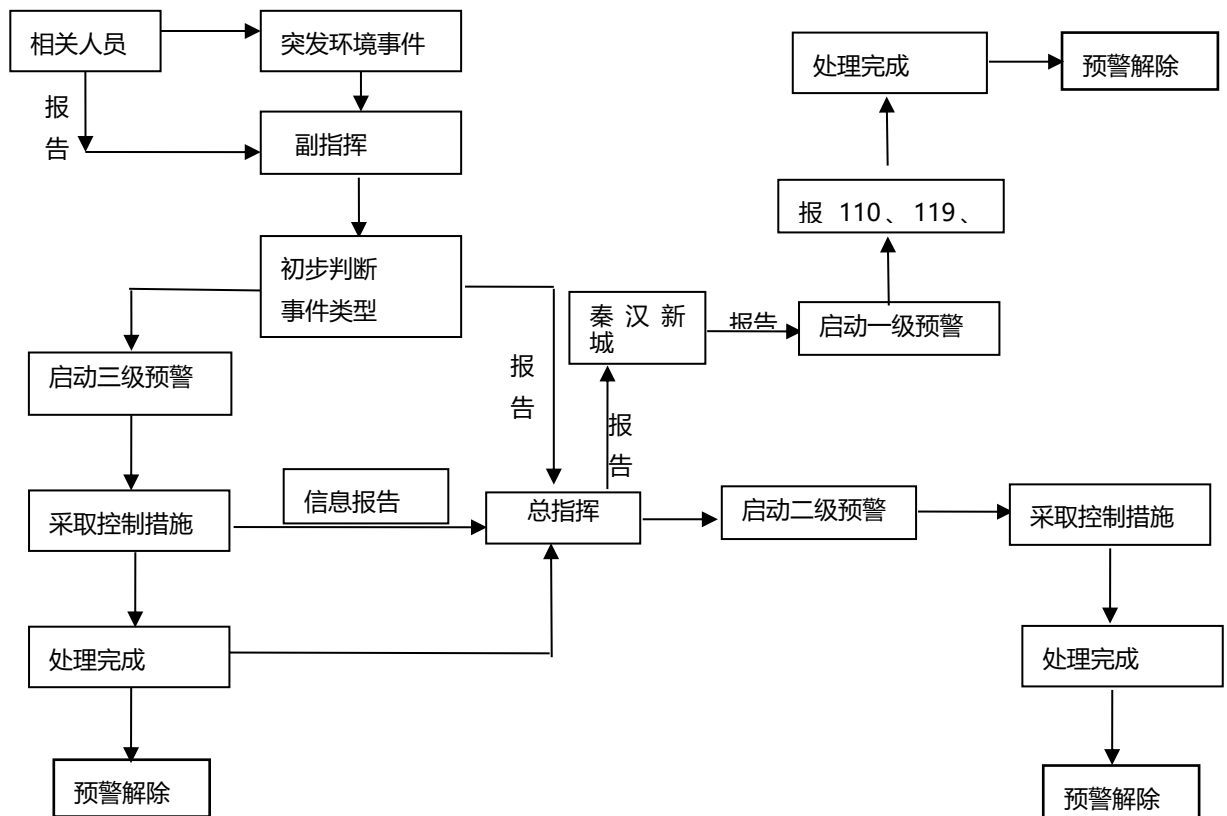 相关人员
突发环境事件
报
告
副指挥
初步判断
事件类型
启动三级预警
报
告
采取控制措施
信息报告
总指挥
处理完成
预警解除
报
告
秦汉新
城
报告
启动一级预警
报 110、119、
处理完成
预警解除
启动二级预警
采取控制措施
处理完成
预警解除